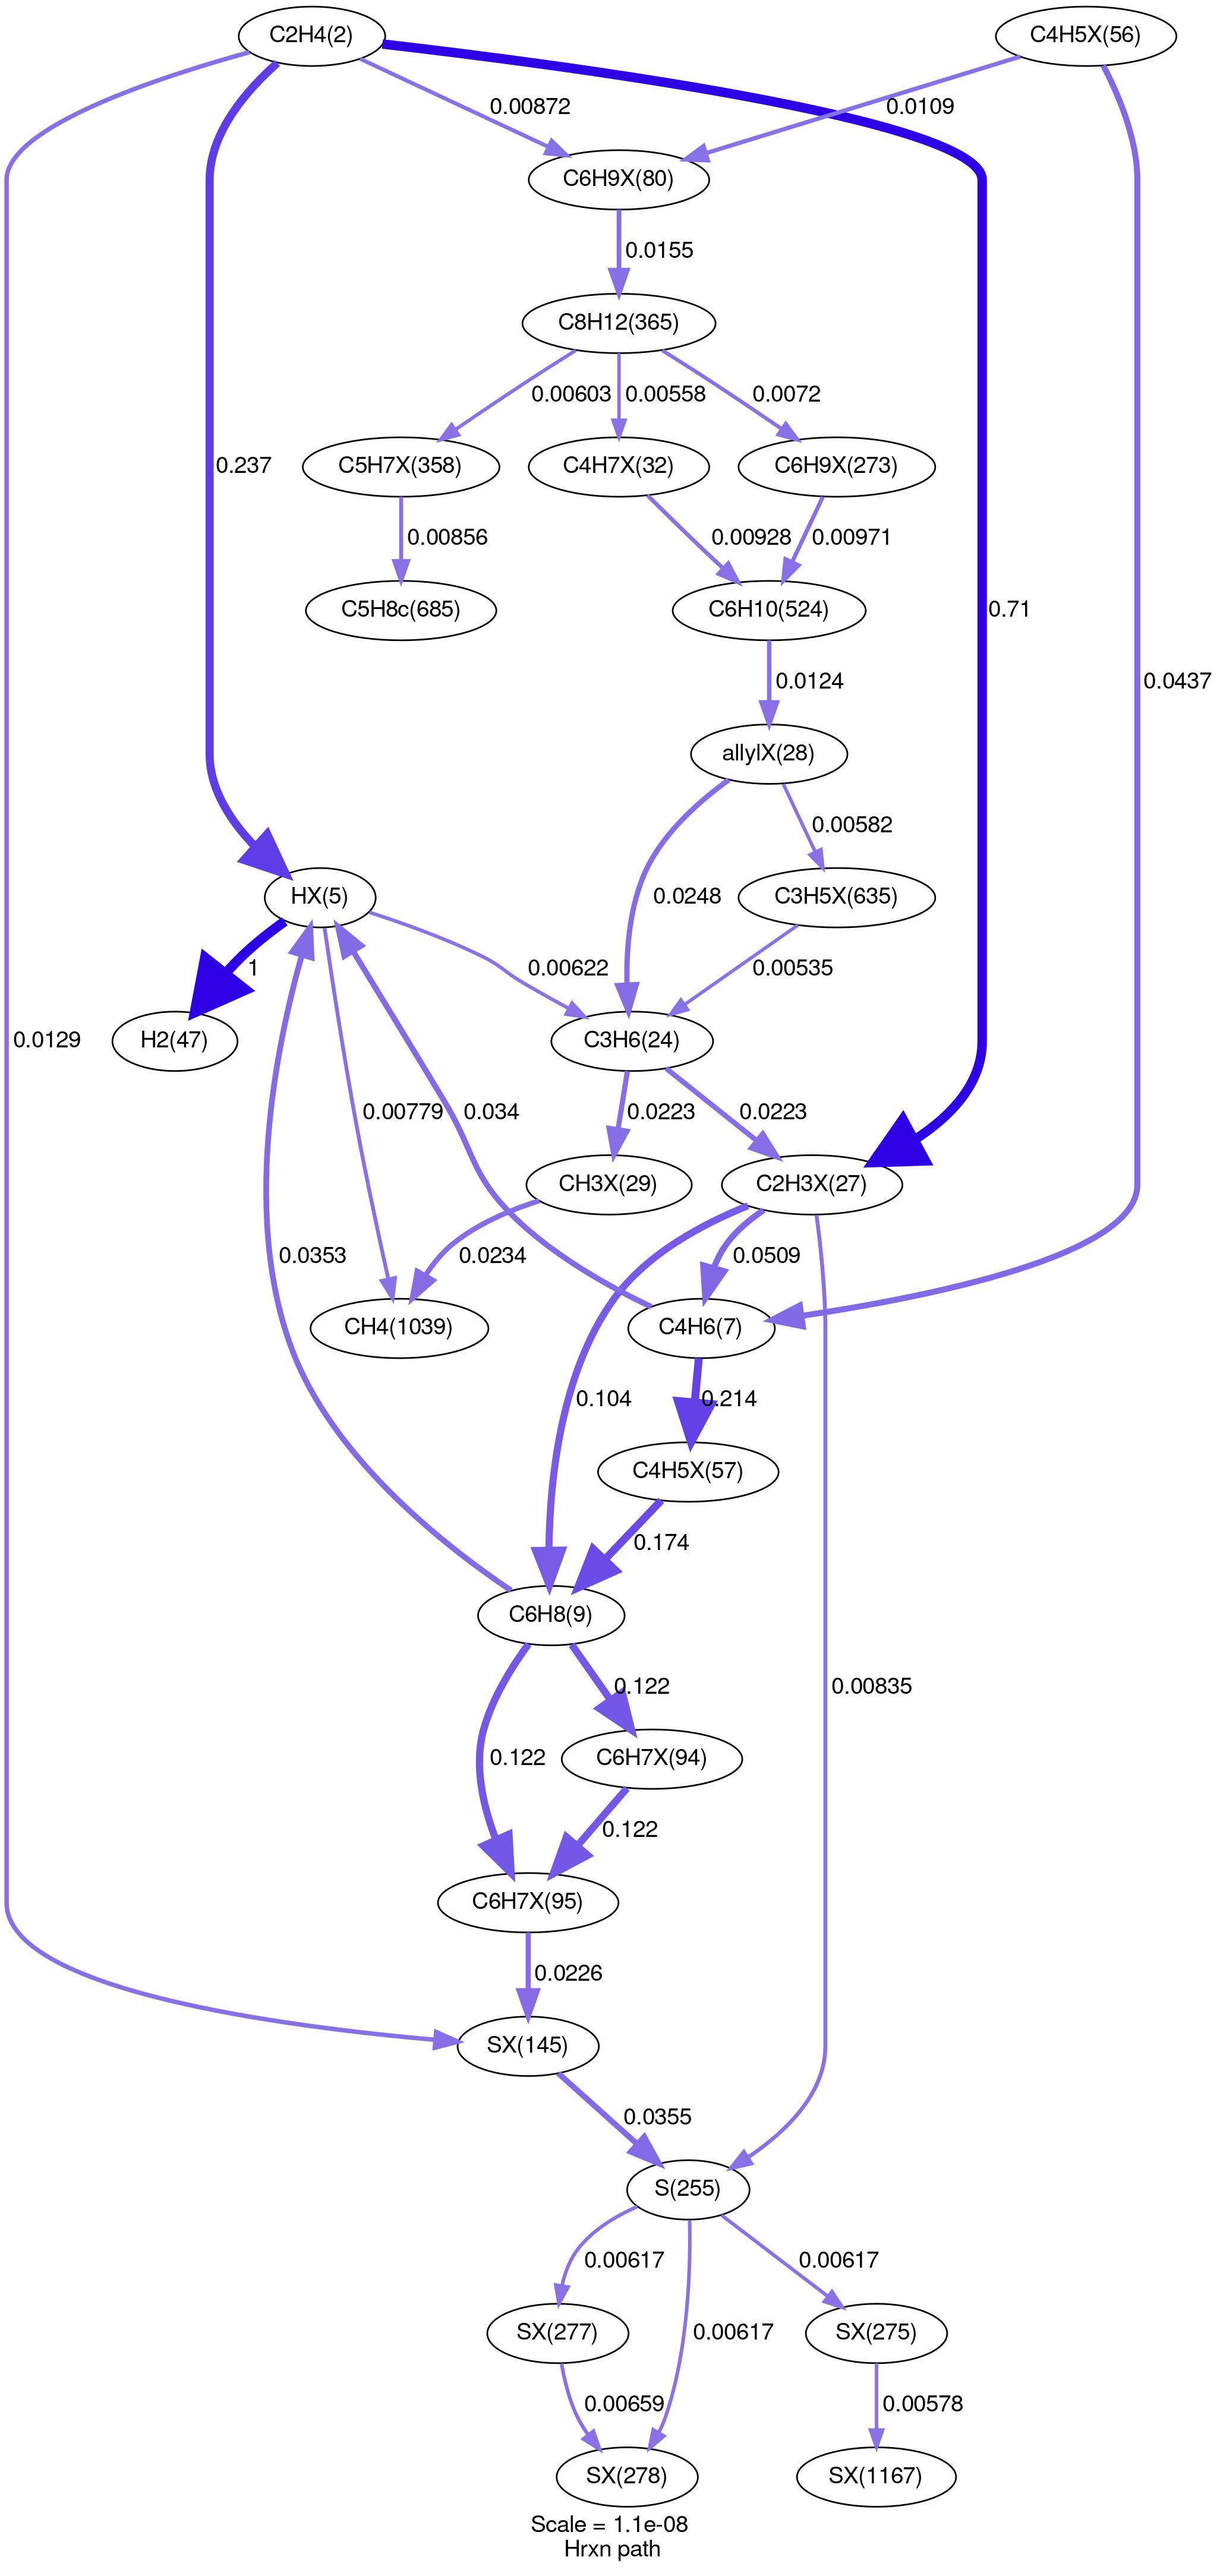 C2H4(2)
C4H5X(56)
0.00872
0.0109
C6H9X(80)
0.0155
C8H12(365)
0.00603
0.00558
0.0072
0.237
C5H7X(358)
C4H7X(32)
C6H9X(273)
0.00856
0.00928
0.00971
C5H8c(685)
C6H10(524)
0.71
0.0124
0.0437
allylX(28)
0.00582
HX(5)
0.0248
C3H5X(635)
1
0.00622
0.00535
0.0129
H2(47)
C3H6(24)
0.00779
0.034
0.0223
0.0223
CH3X(29)
C2H3X(27)
0.0353
0.0234
0.0509
CH4(1039)
C4H6(7)
0.104
0.214
C4H5X(57)
0.174
C6H8(9)
0.122
0.00835
0.122
C6H7X(94)
0.122
C6H7X(95)
0.0226
SX(145)
0.0355
S(255)
0.00617
0.00617
0.00617
SX(277)
SX(275)
0.00659
0.00578
SX(278)
SX(1167)
Scale = 1.1e-08
Hrxn path